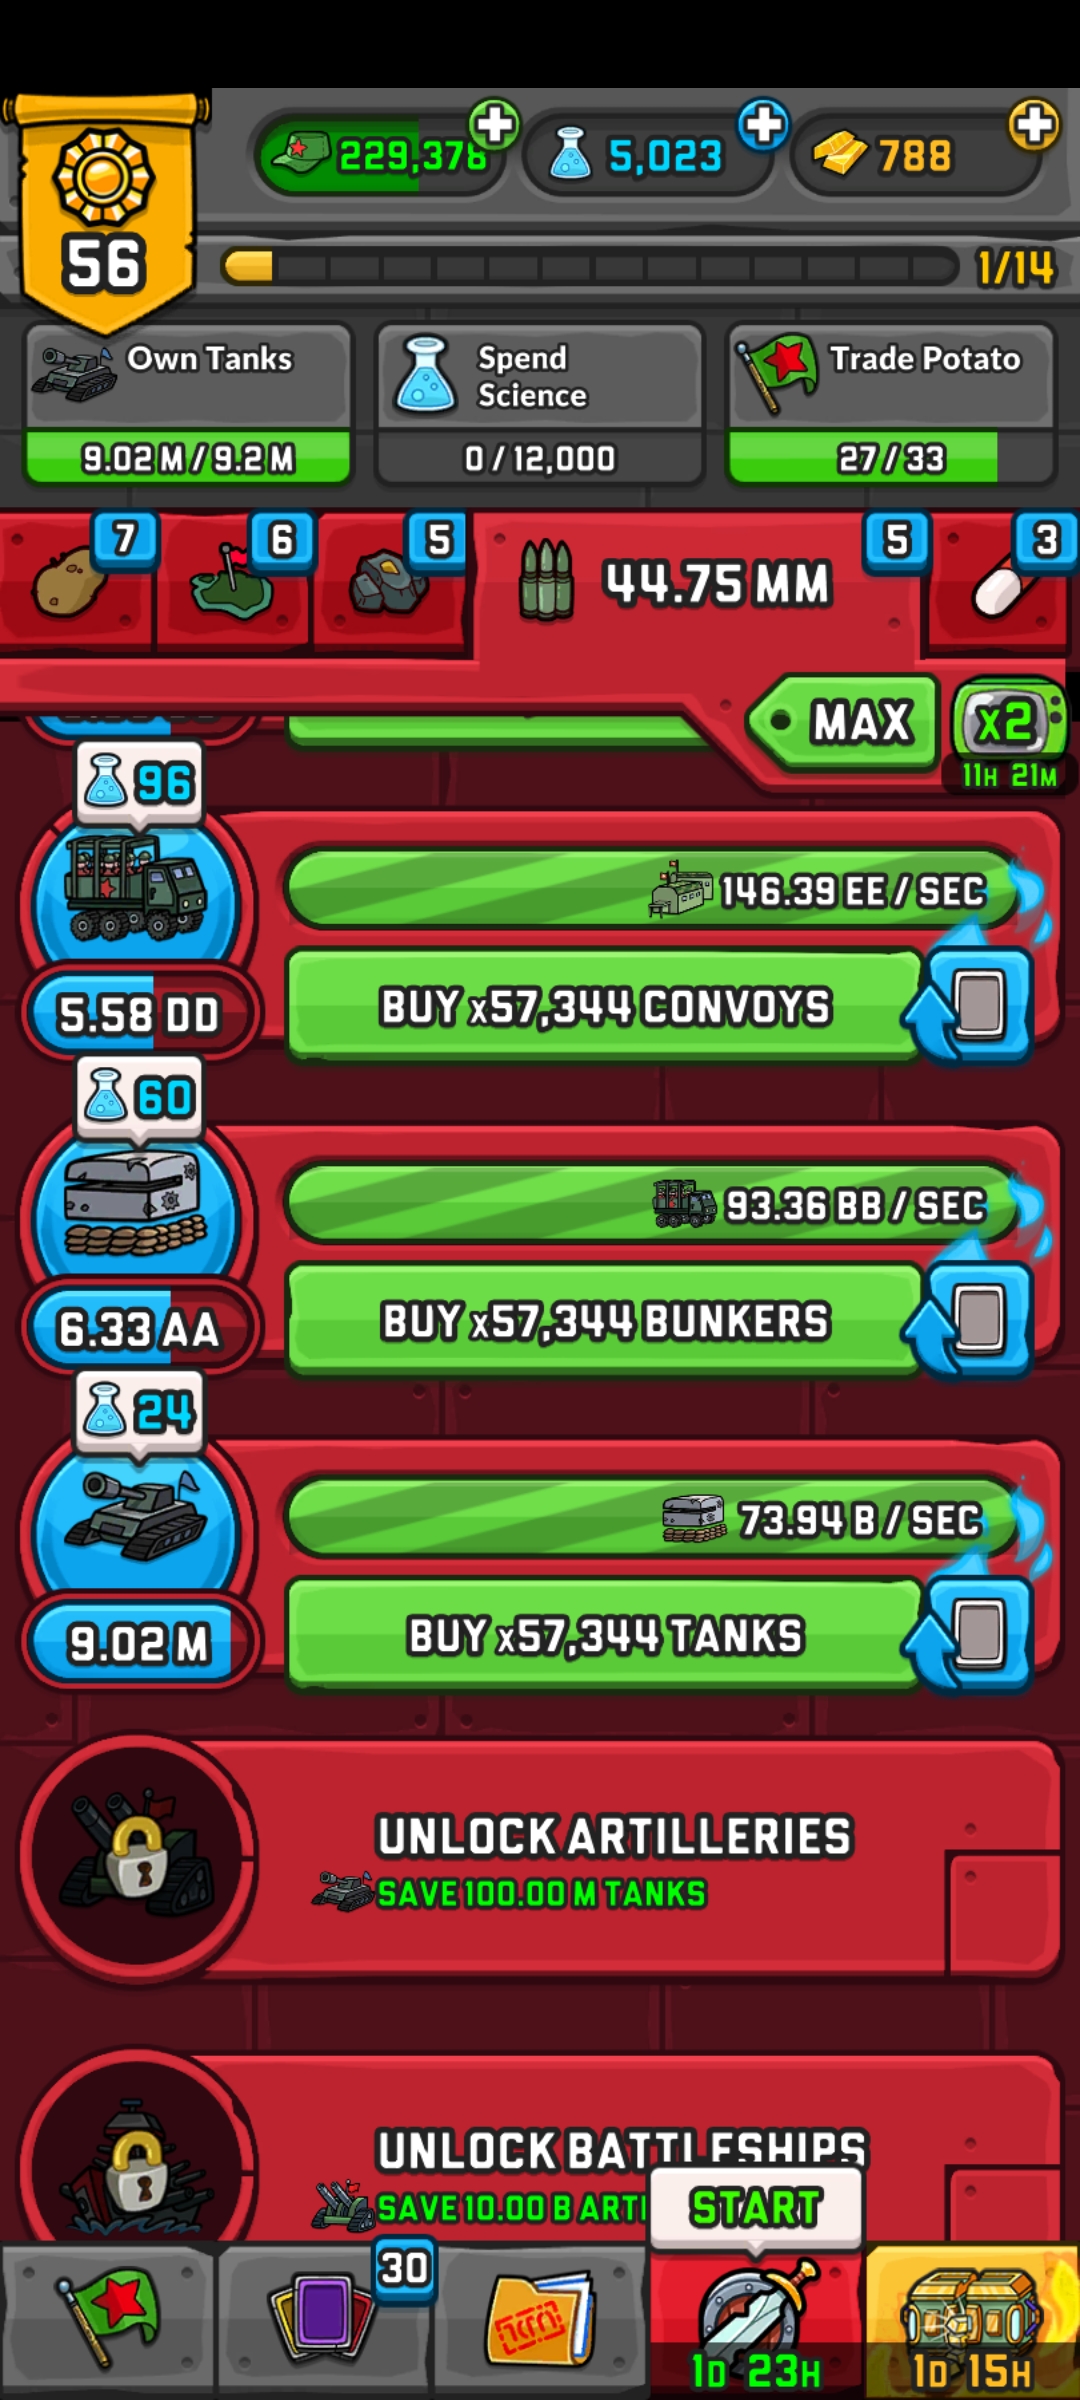 229,378
5,023
788
56
1/14
Own Tanks
9.02 M / 9.2 M
Spend
Science
0 / 12,000
Trade Potato
27 / 33
7
6
5
44.75 MM
5
3
MAX
x2
11H 21M
96
146.39 EE / SEC
5.58 DD
BUY x57,344 CONVOYS
60
93.36 BB / SEC
6.33 AA
BUY x57,344 BUNKERS
24
73.94 B / SEC
9.02 M
BUY x57,344 TANKS
UNLOCK ARTILLERIES
SAVE 100.00 M TANKS
UNLOCK BATTLESHIPS
SAVE 10.00 B ARTI
START
30
1D 23H
1D 15H